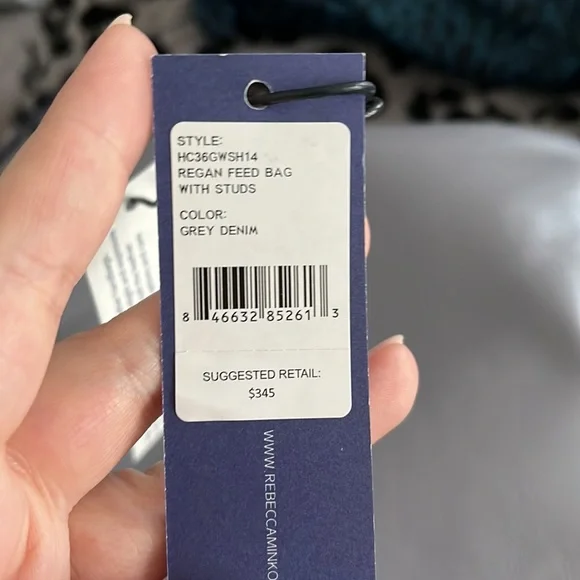 STYLE:
HC36GWSH14
REGAN FEED BAG
WITH STUDS
COLOR:
GREY DENIM
8 46632 85261 3
SUGGESTED RETAIL:
$345
WWW.REBECCAMINKO